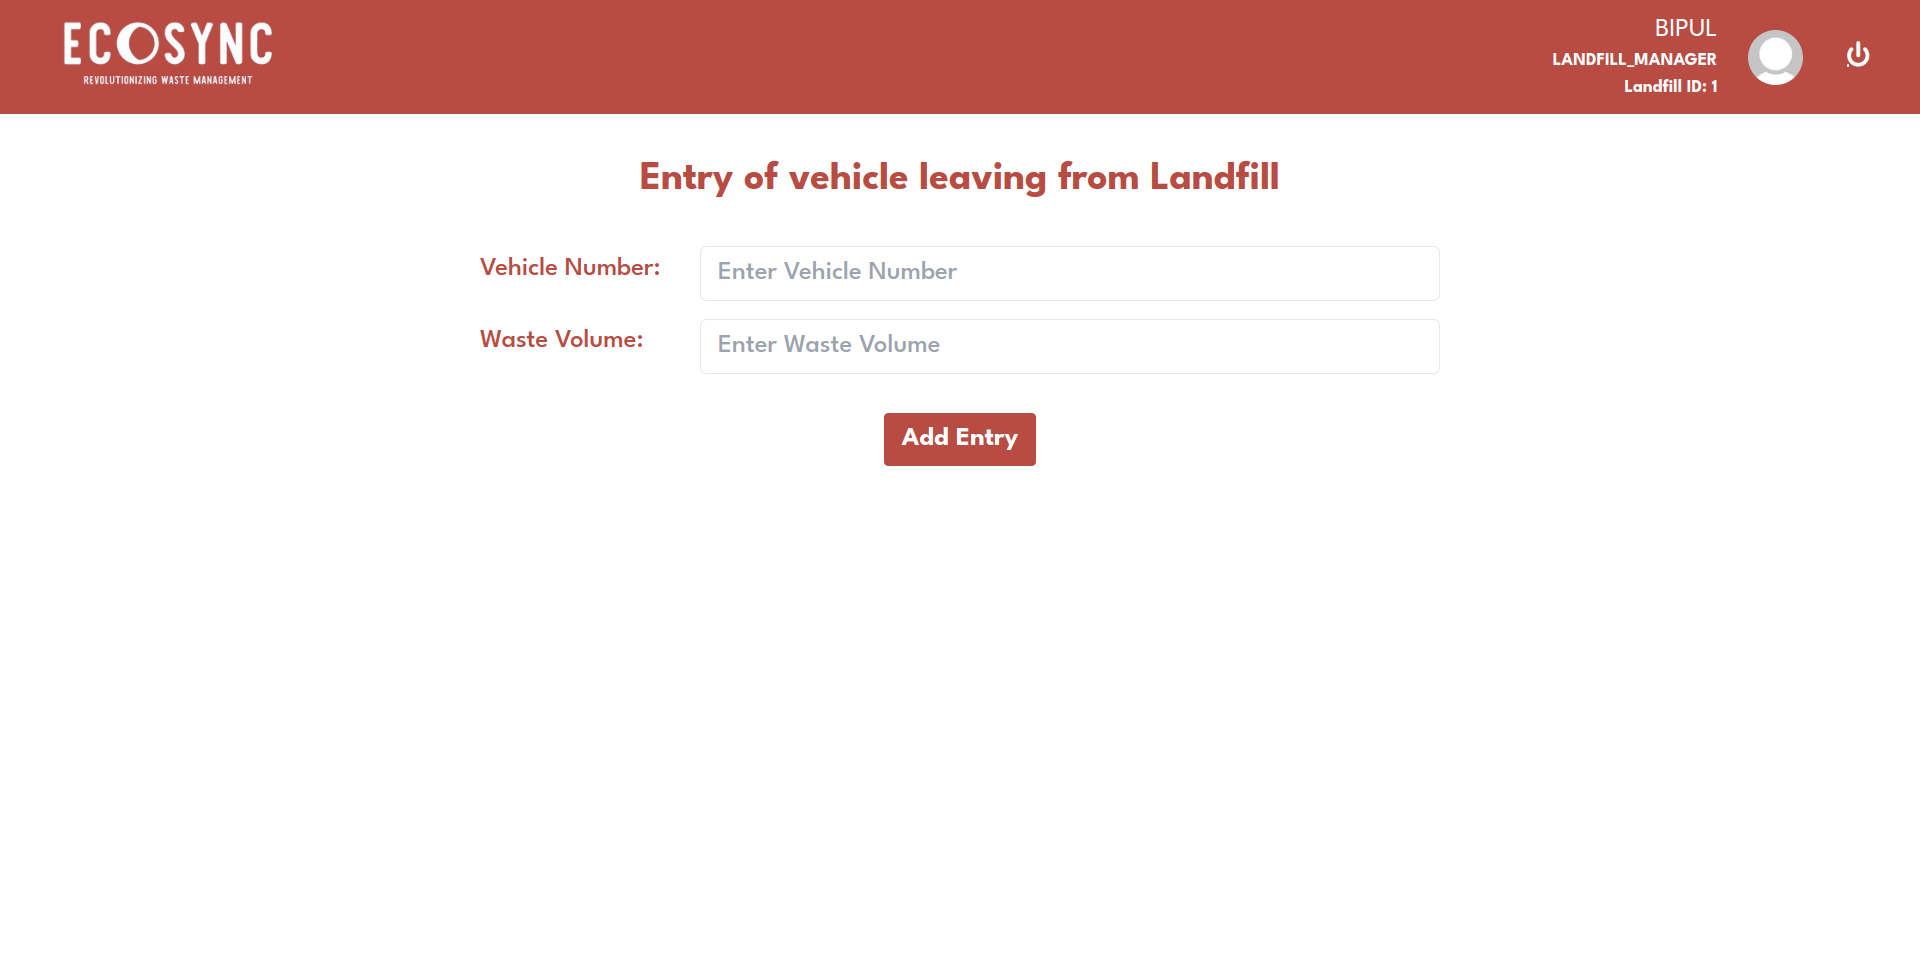 ECOSYNC
REVOLUTIONIZING WASTE MANAGEMENT
BIPUL
LANDFILL_MANAGER
Landfill ID: 1
Entry of vehicle leaving from Landfill
Vehicle Number: Enter Vehicle Number
Waste Volume: Enter Waste Volume
Add Entry